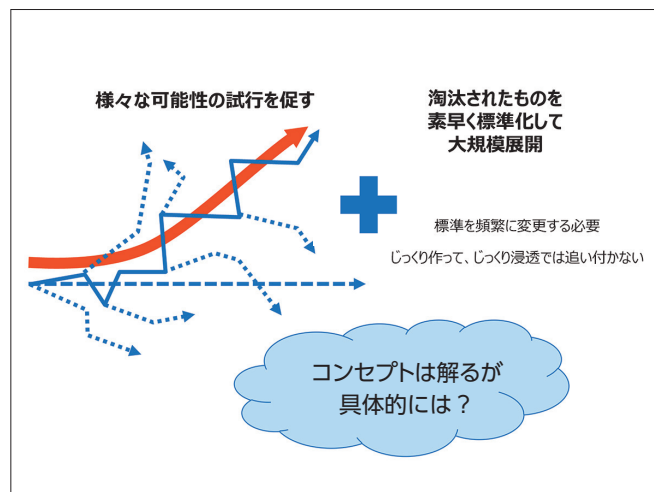 様々な可能性の試行を促す
淘汰されたものを
素早く標準化して
大規模展開
標準を頻繁に変更する必要
じっくり作って、じっくり浸透では追い付かない
コンセプトは解るが
具体的には？